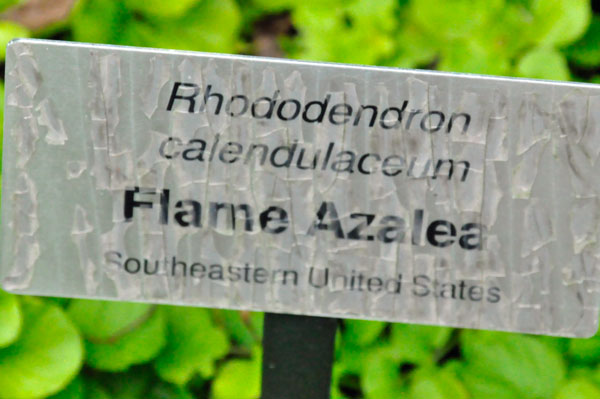 Rhododendron
calendulaceum
Flame Azalea
Southeastern United States